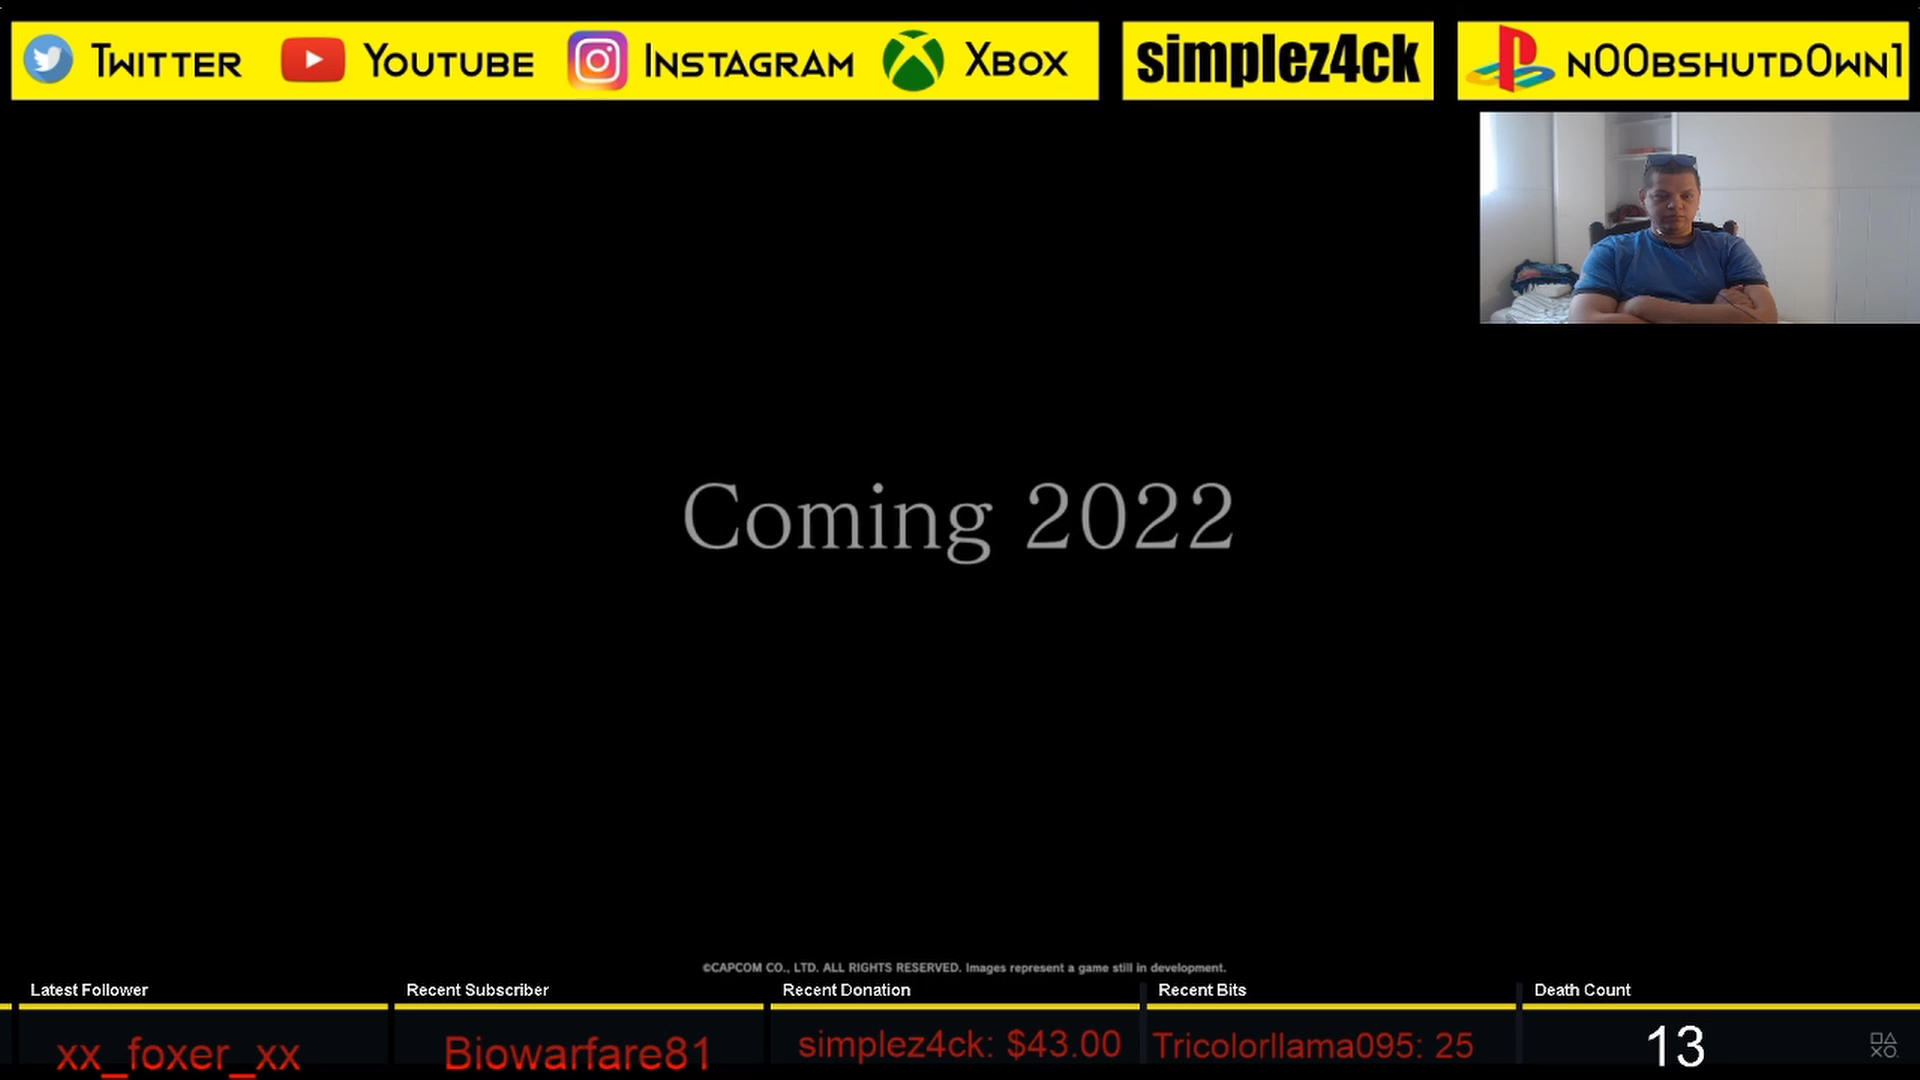 Twitter Youtube Instagram Xbox simplez4ck n00bshutd0wn1
Coming 2022
©CAPCOM CO., LTD. ALL RIGHTS RESERVED. Images represent a game still in development.
Latest Follower Recent Subscriber Recent Donation Recent Bits Death Count
xx_foxer_xx Biowarfare81 simplez4ck: $43.00 Tricolorllama095: 25 13